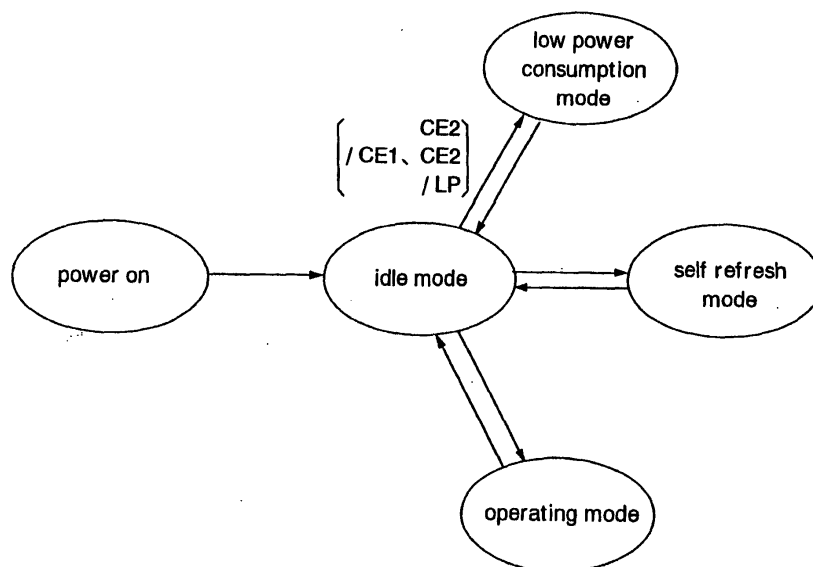 low power
consumption
mode
CE2
/ CE1、CE2
/ LP
power on
idle mode
self refresh
mode
operating mode